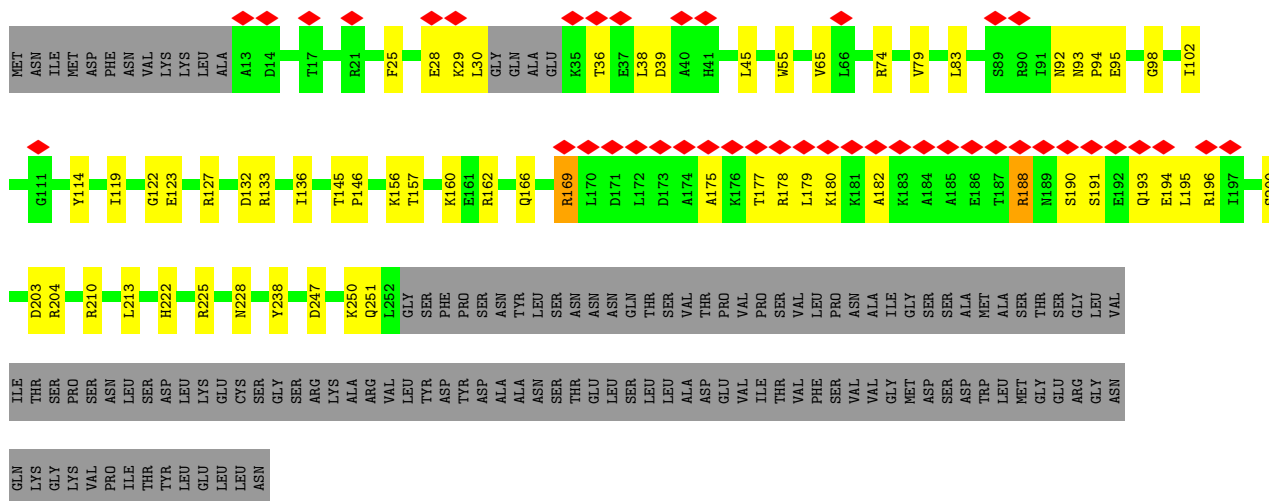 MET ASN ILE MET ASP PHE ASN VAL LYS LYS LEU ALA A13 D14 T17 R21 F25 E28 K29 L30 GLY GLN ALA GLU K35 T36 E37 L38 D39 A40 H41 L45 W55 V65 L66 R74 V79 L83 S89 R90 I91 N92 N93 P94 E95 G98 I102
G111 Y114 I119 G122 E123 R127 D132 R133 I136 T145 P146 K156 T157 K160 E161 R162 Q166 R169 L170 D171 L172 D173 A174 A175 K176 T177 R178 L179 K180 K181 A182 K183 A184 A185 E186 T187 R188 N189 S190 S191 E192 Q193 E194 L195 R196 I197
D203 R204 R210 L213 H222 R225 N228 Y238 D247 K250 Q251 L252 GLY SER PHE PRO SER ASN TYR LEU SER SER ASN ASN ASN GLN THR SER VAL THR PRO VAL PRO SER VAL LEU PRO ASN ALA ILE GLY SER SER ALA MET ALA SER THR SER GLY LEU VAL
ILE THR SER PRO SER ASN LEU SER ASP LEU LYS GLU CYS SER GLY SER ARG LYS ALA ARG VAL LEU TYR ASP TYR ASP ALA ALA ASN SER THR GLU LEU SER LEU LEU ALA ASP GLU VAL ILE THR VAL PHE SER VAL VAL GLY MET ASP SER ASP TRP LEU MET GLY GLU ARG GLY ASN
GLN LYS GLY LYS VAL PRO ILE THR TYR LEU GLU LEU LEU ASN